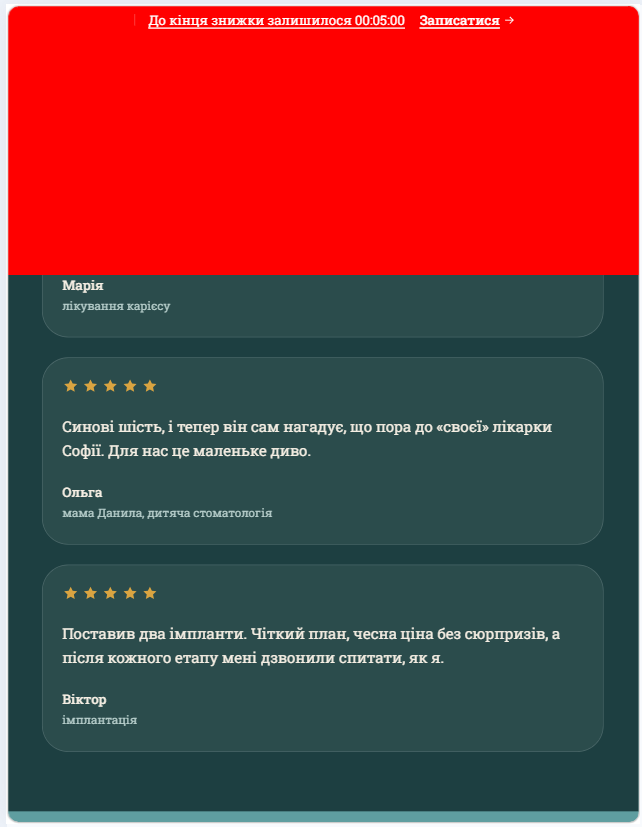 До кінця знижки залишилося 00:05:00 Записатися →
Марія
лікування карієсу
Синові шість, і тепер він сам нагадує, що пора до «своєї» лікарки
Софії. Для нас це маленьке диво.
Ольга
мама Данила, дитяча стоматологія
Поставив два імпланти. Чіткий план, чесна ціна без сюрпризів, а
після кожного етапу мені дзвонили спитати, як я.
Віктор
імплантація